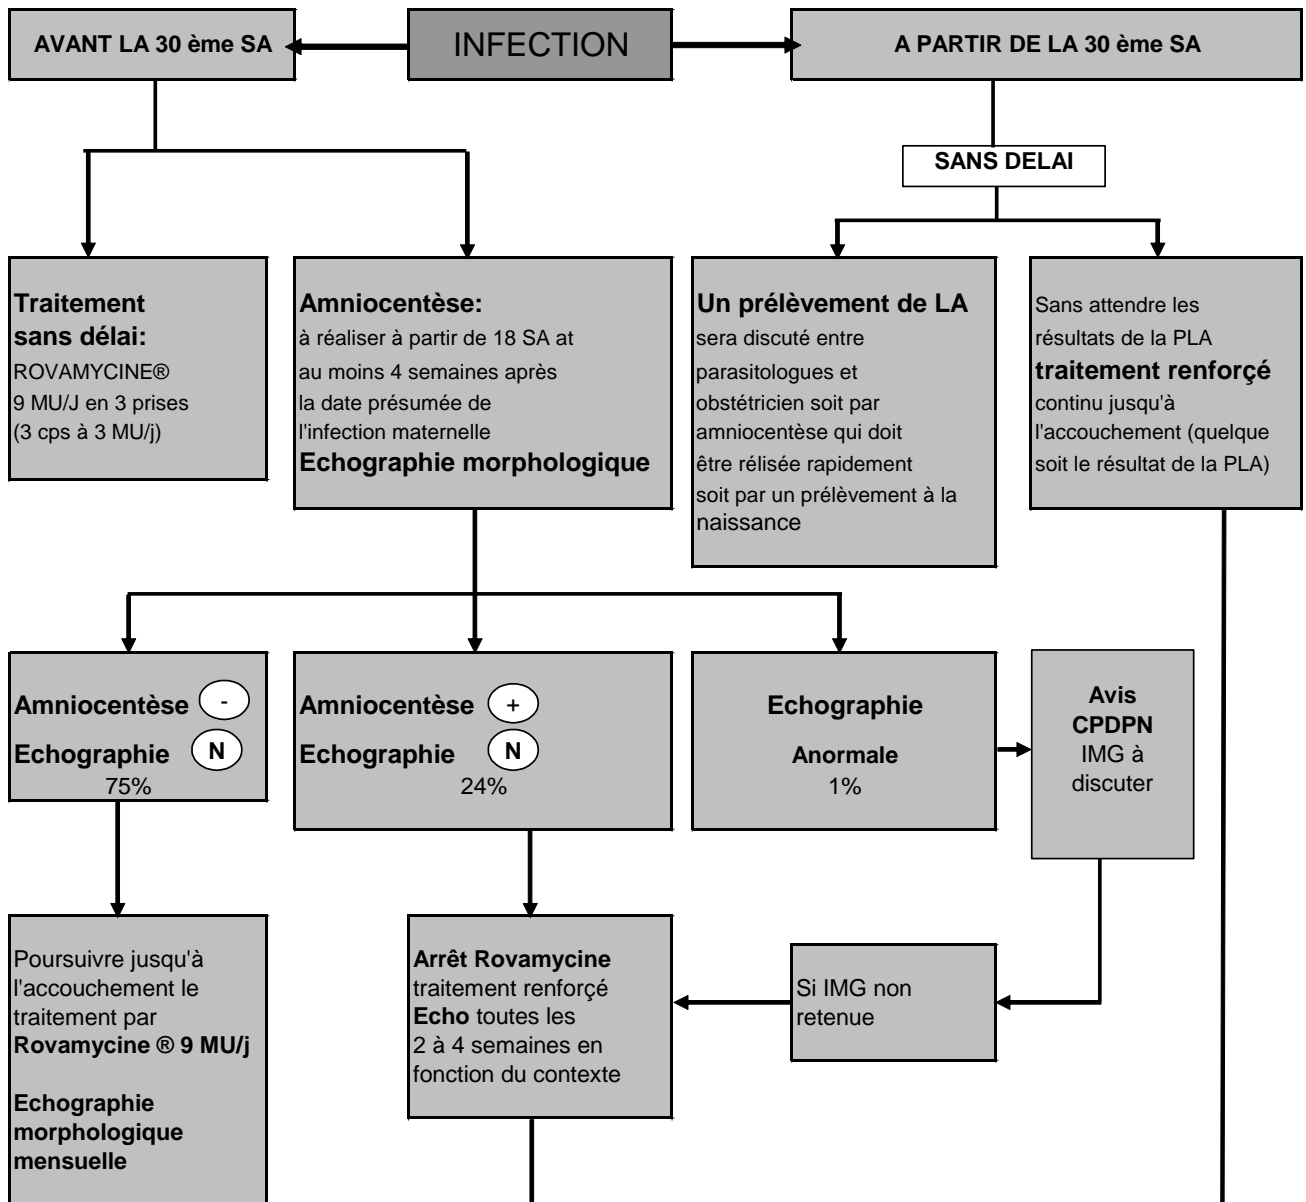 AVANT LA 30 ème SA
INFECTION
A PARTIR DE LA 30 ème SA
SANS DELAI
Traitement
sans délai:
ROVAMYCINE®
9 MU/J en 3 prises
(3 cps à 3 MU/j)
Amniocentèse:
à réaliser à partir de 18 SA at
au moins 4 semaines après
la date présumée de
l'infection maternelle
Echographie morphologique
Un prélèvement de LA
sera discuté entre
parasitologues et
obstétricien soit par
amniocentèse qui doit
être rélisée rapidement
soit par un prélèvement à la
naissance
Sans attendre les
résultats de la PLA
traitement renforçé
continu jusqu'à
l'accouchement (quelque
soit le résultat de la PLA)
Amniocentèse -
Echographie N
75%
Amniocentèse +
Echographie N
24%
Echographie
Anormale
1%
Avis
CPDPN
IMG à
discuter
Poursuivre jusqu'à
l'accouchement le
traitement par
Rovamycine ® 9 MU/j
Echographie
morphologique
mensuelle
Arrêt Rovamycine
traitement renforçé
Echo toutes les
2 à 4 semaines en
fonction du contexte
Si IMG non
retenue